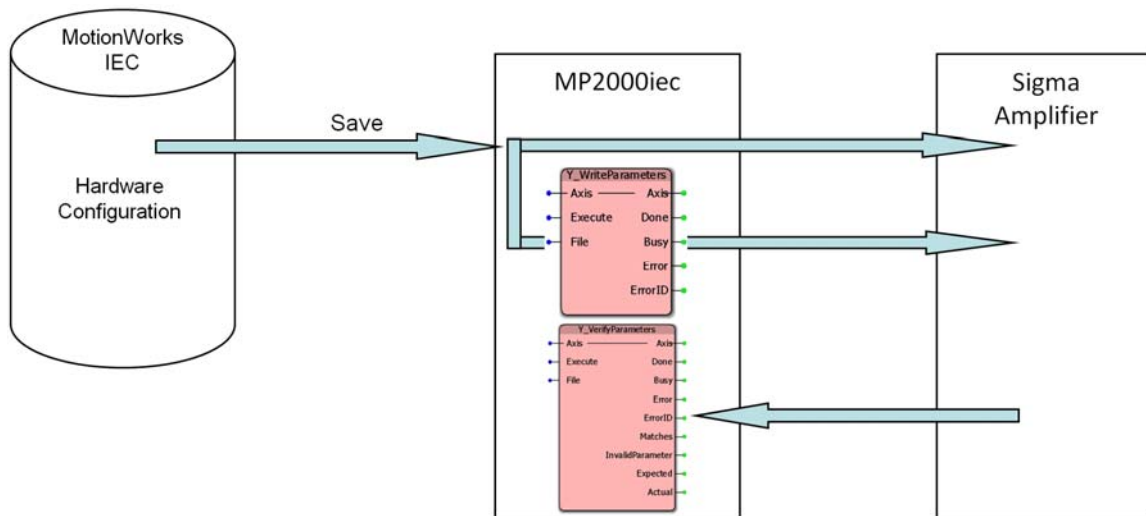 MotionWorks
IEC
Hardware
Configuration
Save
MP2000iec
Y_WriteParameters
Axis Axis
Execute Done
File Busy
Error
ErrorID
Y_VerifyParameters
Axis Axis
Execute Done
File Busy
Error
ErrorID
Matches
InvalidParameter
Expected
Actual
Sigma
Amplifier